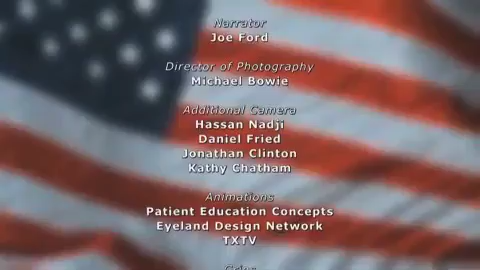 Narrator
Joe Ford
Director of Photography
Michael Bowie
Additional Camera
Hassan Nadji
Daniel Fried
Jonathan Clinton
Kathy Chatham
Animations
Patient Education Concepts
Eyeland Design Network
TXTV